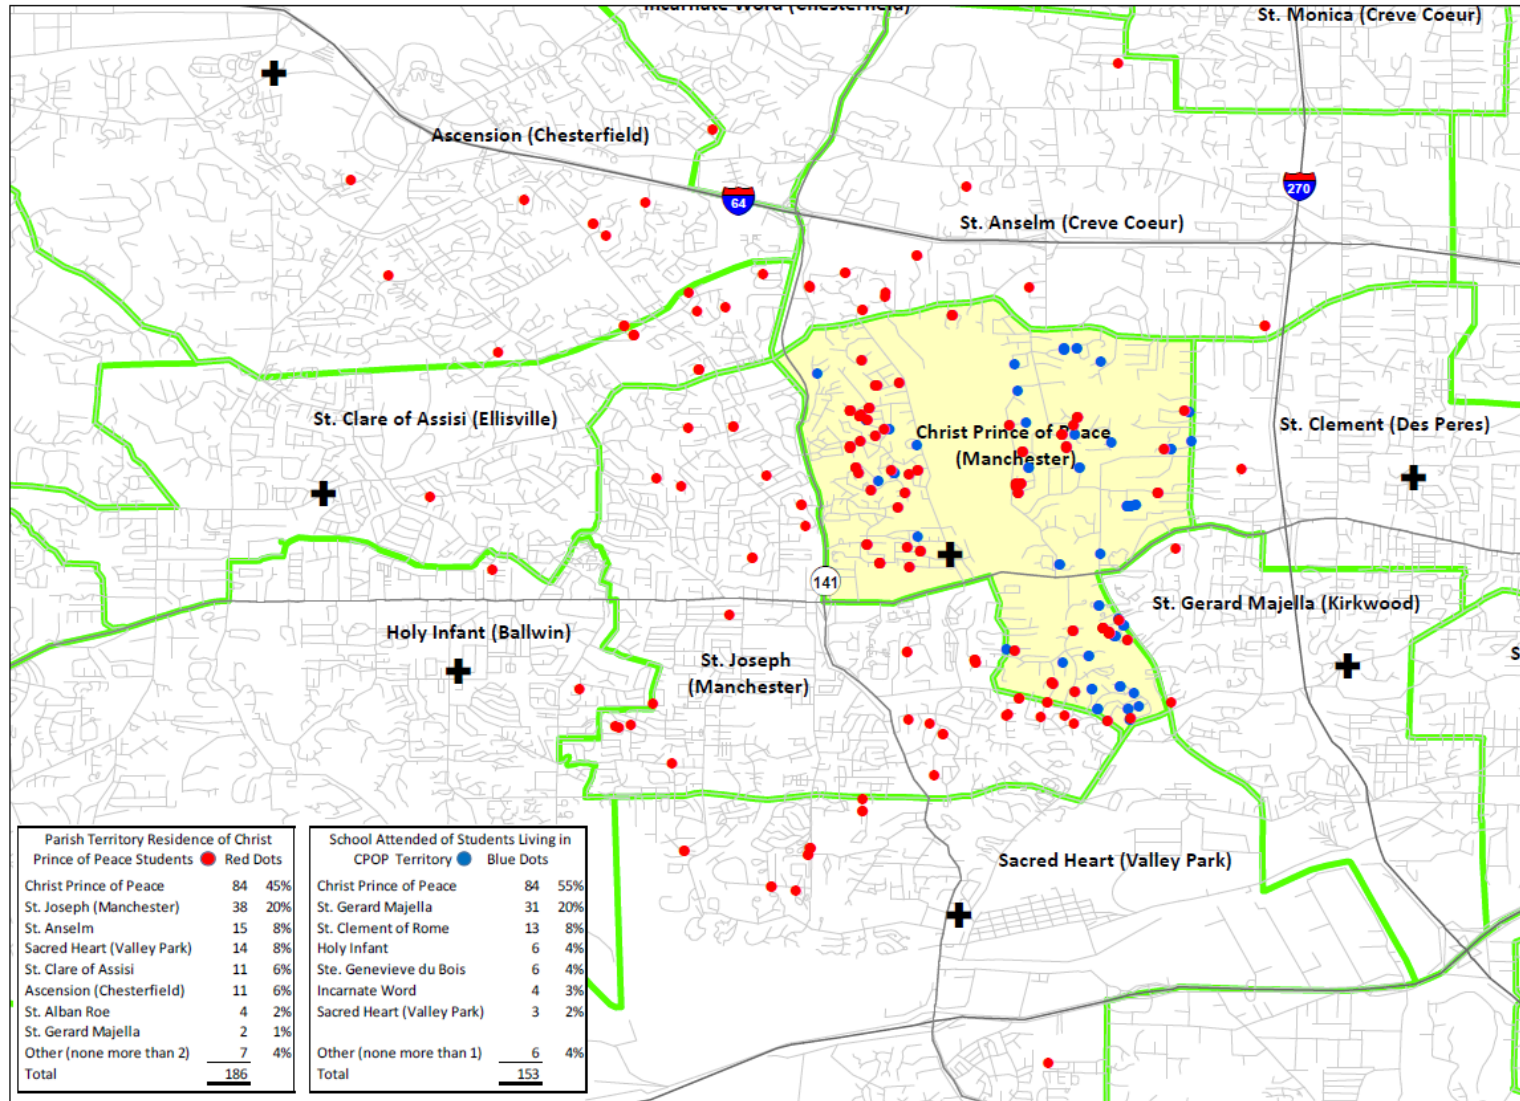 Incarnate Word (Chesterfield)
St. Monica (Creve Coeur)
Ascension (Chesterfield)
64
270
St. Anselm (Creve Coeur)
St. Clare of Assisi (Ellisville)
Christ Prince of Peace
(Manchester)
St. Clement (Des Peres)
141
St. Gerard Majella (Kirkwood)
Holy Infant (Ballwin)
St. Joseph
(Manchester)
S
Sacred Heart (Valley Park)
Parish Territory Residence of Christ
Prince of Peace Students Red Dots
Christ Prince of Peace 84 45%
St. Joseph (Manchester) 38 20%
St. Anselm 15 8%
Sacred Heart (Valley Park) 14 8%
St. Clare of Assisi 11 6%
Ascension (Chesterfield) 11 6%
St. Alban Roe 4 2%
St. Gerard Majella 2 1%
Other (none more than 2) 7 4%
Total 186
School Attended of Students Living in
CPOP Territory Blue Dots
Christ Prince of Peace 84 55%
St. Gerard Majella 31 20%
St. Clement of Rome 13 8%
Holy Infant 6 4%
Ste. Genevieve du Bois 6 4%
Incarnate Word 4 3%
Sacred Heart (Valley Park) 3 2%
Other (none more than 1) 6 4%
Total 153